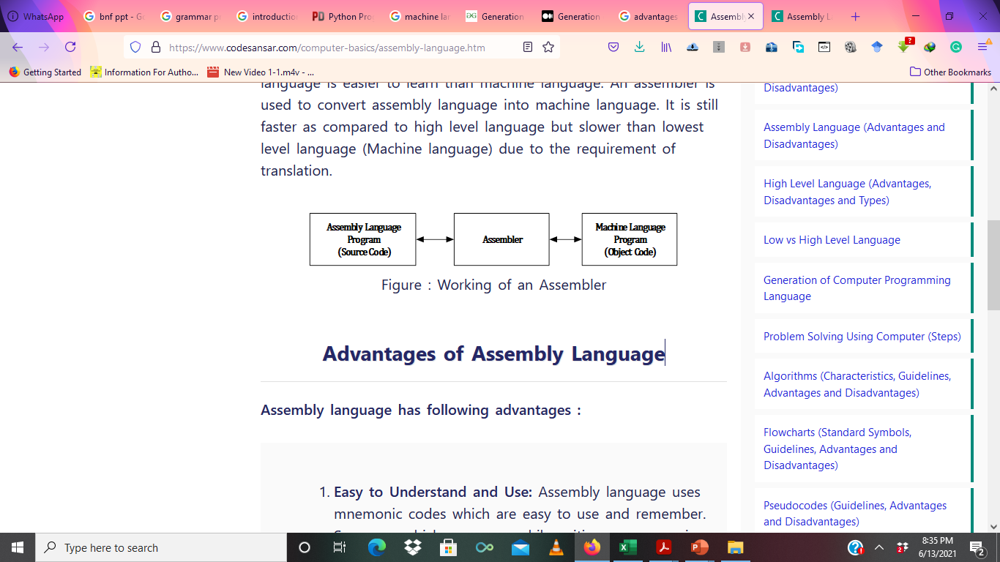 WhatsApp
bnf ppt - G
grammar p
introductio
Python Pro
machine la
Generation
Generation
advantages
Assembly
Assembly L
https://www.codesansar.com/computer-basics/assembly-language.htm
Getting Started
Information For Autho...
New Video 1-1.m4v - ...
Other Bookmarks
language is easier to learn than machine language. An assembler is
used to convert assembly language into machine language. It is still
faster as compared to high level language but slower than lowest
level language (Machine language) due to the requirement of
translation.
Assembly Language
Program
(Source Code)
Assembler
Machine Language
Program
(Object Code)
Figure : Working of an Assembler
Advantages of Assembly Language
Assembly language has following advantages :
1. Easy to Understand and Use: Assembly language uses
mnemonic codes which are easy to use and remember.
Disadvantages)
Assembly Language (Advantages and
Disadvantages)
High Level Language (Advantages,
Disadvantages and Types)
Low vs High Level Language
Generation of Computer Programming
Language
Problem Solving Using Computer (Steps)
Algorithms (Characteristics, Guidelines,
Advantages and Disadvantages)
Flowcharts (Standard Symbols,
Guidelines, Advantages and
Disadvantages)
Pseudocodes (Guidelines, Advantages
and Disadvantages)
Type here to search
8:35 PM
6/13/2021
2